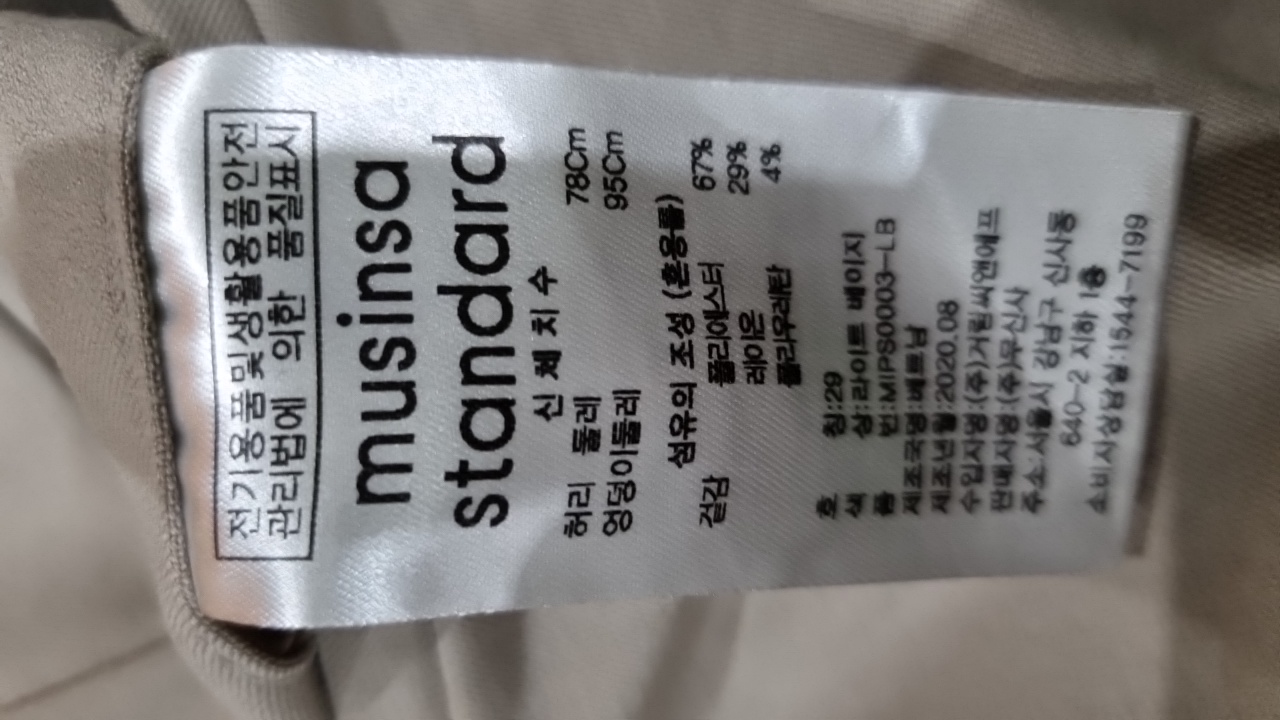 전기용품및생활용품안전
관리법에 의한 품질표시
musinsa
standard
신체치수
허리 둘레 78Cm
엉덩이둘레 95Cm
섬유의 조성 (혼용률)
겉감 폴리에스터 67%
레이온 29%
폴리우레탄 4%
호 칭:29
색 상:라이트 베이지
품 번:MIPS0003-LB
제조국명:베트남
제조년월:2020.08
수입자명:(주)거림씨앤에프
판매사명:(주)무신사
주소:서울시 강남구 신사동
640-2 지하 1층
소비자상담실:1544-7199